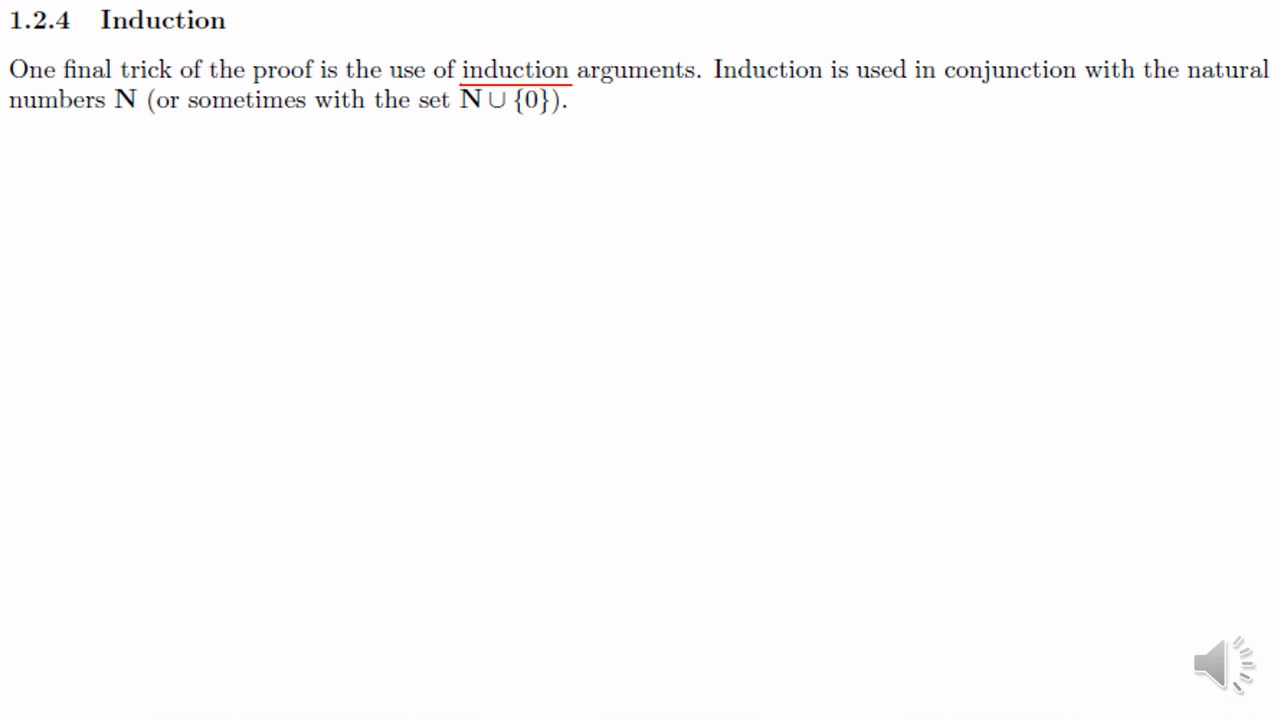 1.2.4 Induction
One final trick of the proof is the use of induction arguments. Induction is used in conjunction with the natural
numbers N (or sometimes with the set N ∪ {0}).